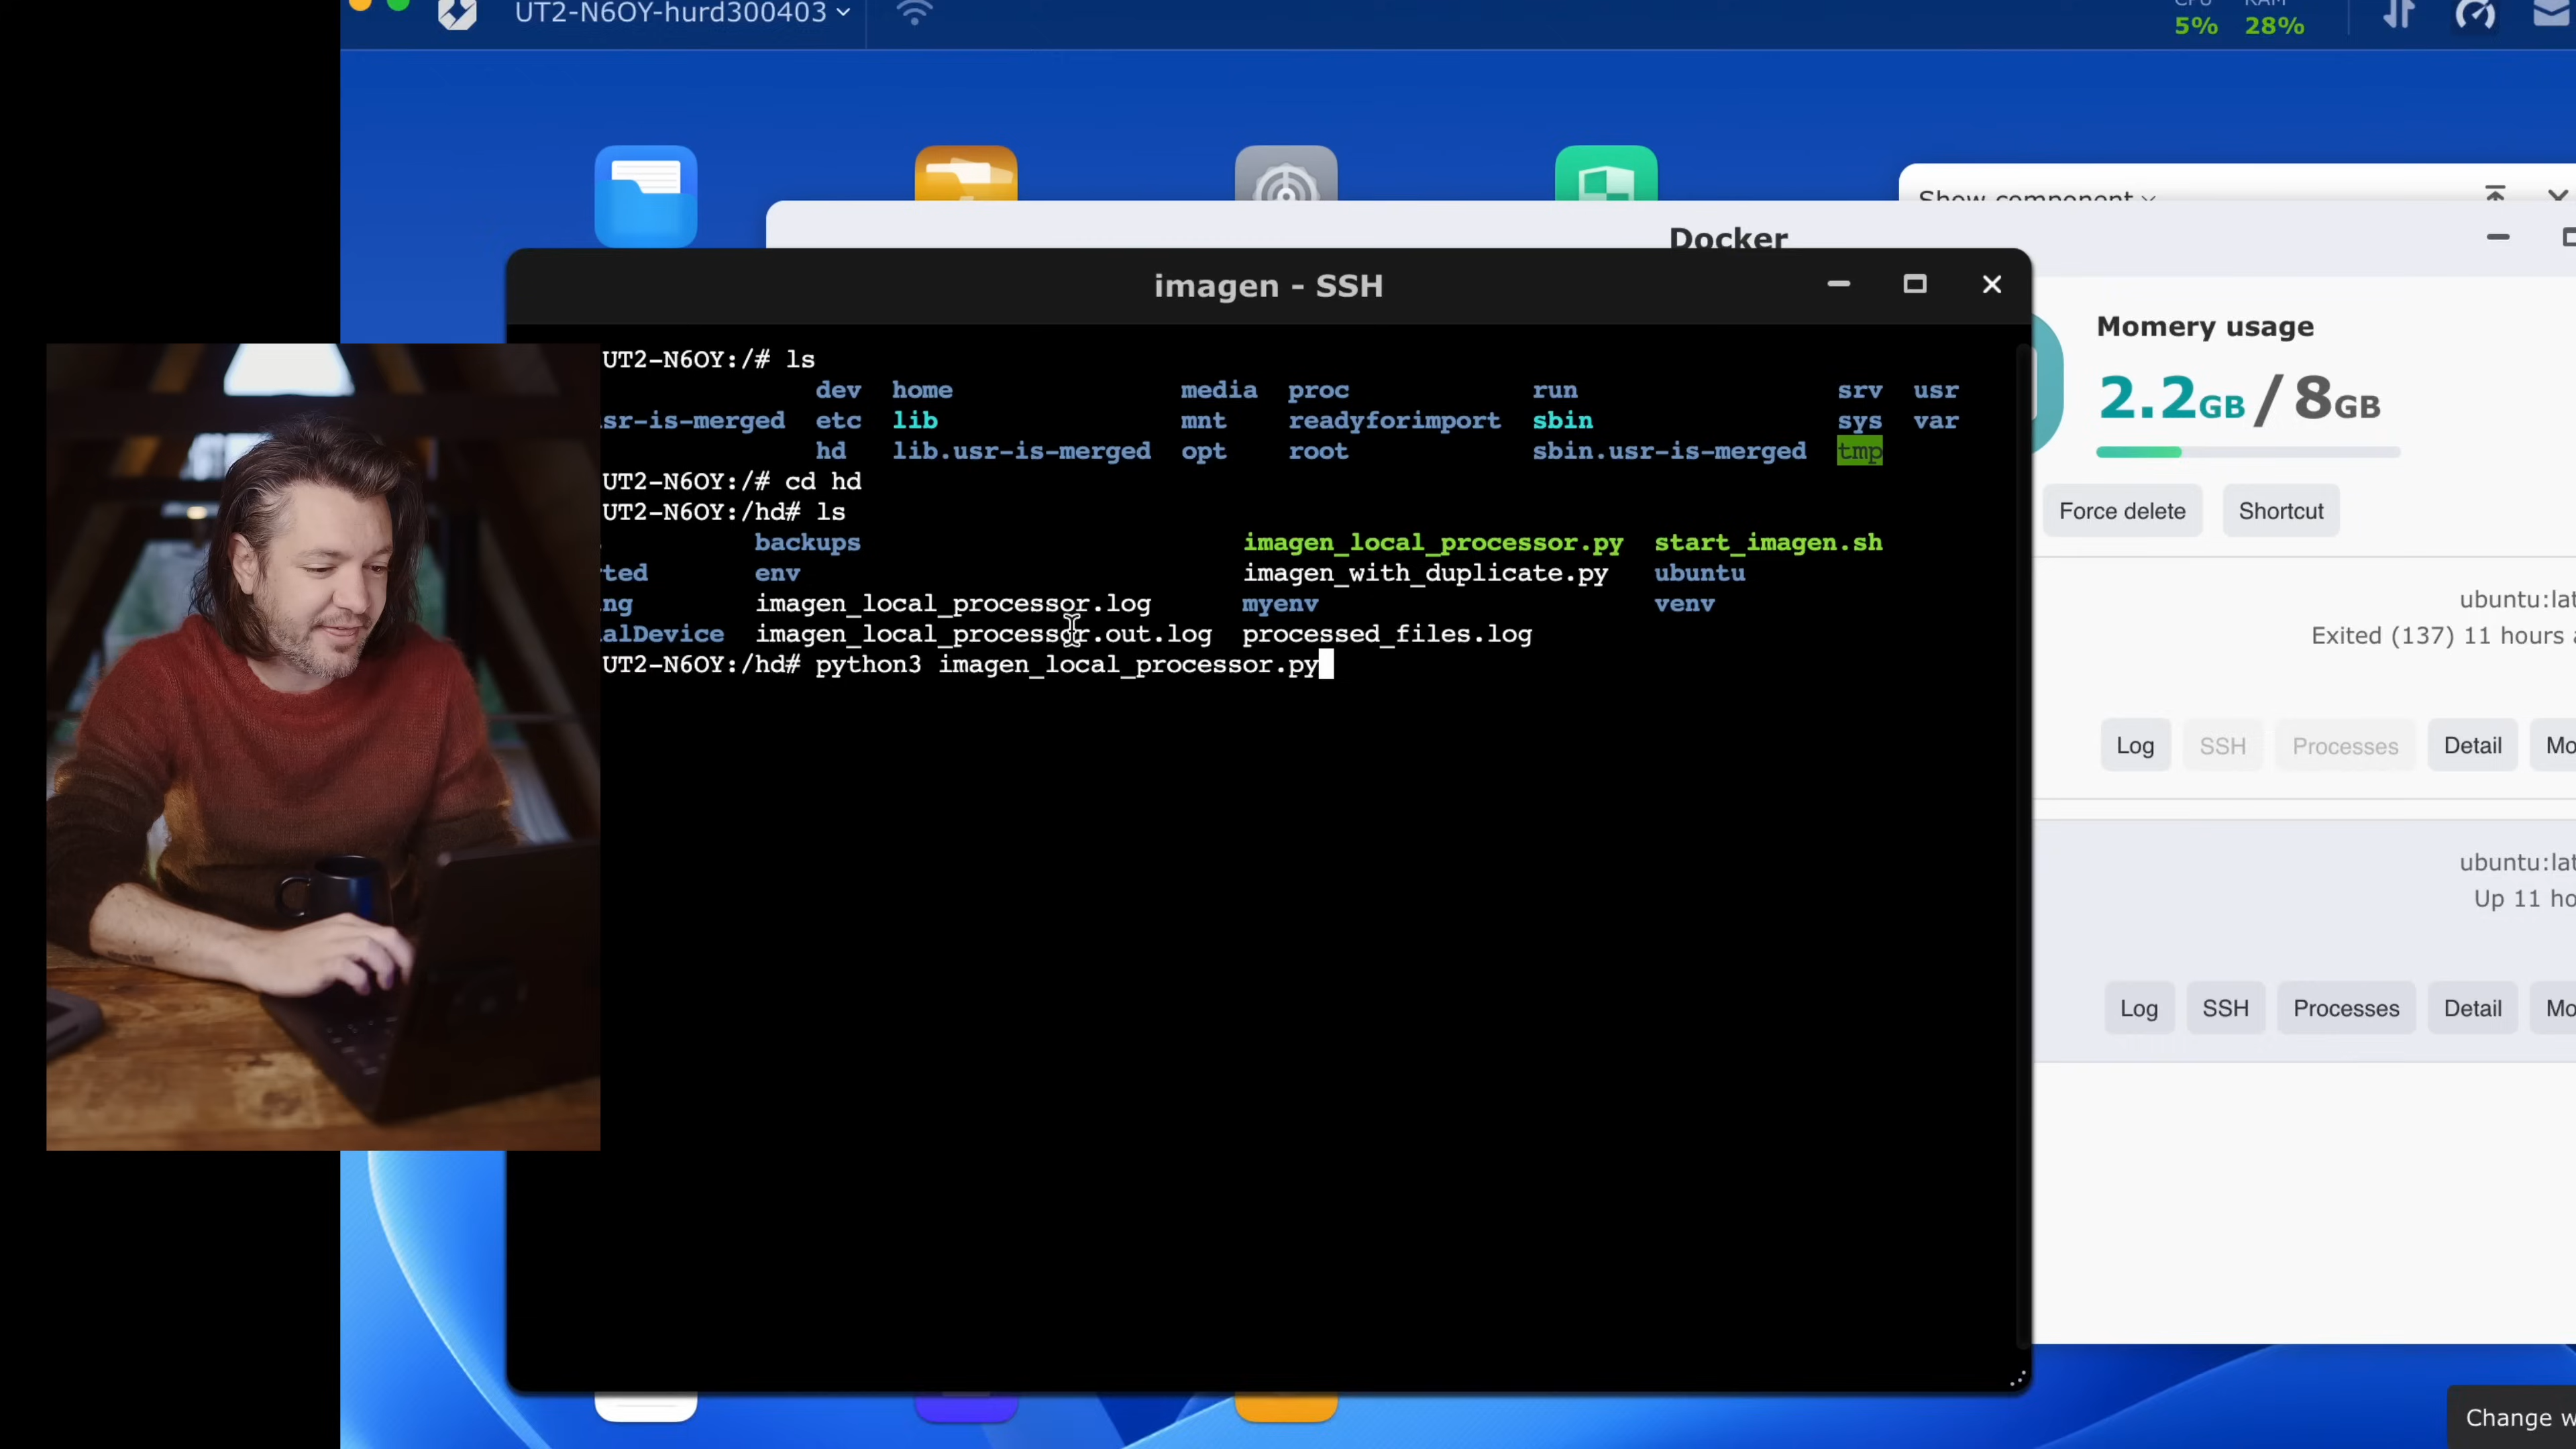 UT2-N6OY-hurd300403
CPU RAM
5% 28%
Show component
Docker
imagen - SSH
UT2-N6OY:/# ls
dev home media proc run srv usr
sr-is-merged etc lib mnt readyforimport sbin sys var
hd lib.usr-is-merged opt root sbin.usr-is-merged tmp
UT2-N6OY:/# cd hd
UT2-N6OY:/hd# ls
backups imagen_local_processor.py start_imagen.sh
ted env imagen_with_duplicate.py ubuntu
ng imagen_local_processor.log myenv venv
alDevice imagen_local_processor.out.log processed_files.log
UT2-N6OY:/hd# python3 imagen_local_processor.py
Momery usage
2.2GB / 8GB
Force delete Shortcut
ubuntu:lat
Exited (137) 11 hours a
Log SSH Processes Detail Mo
ubuntu:lat
Up 11 ho
Log SSH Processes Detail Mo
Change w